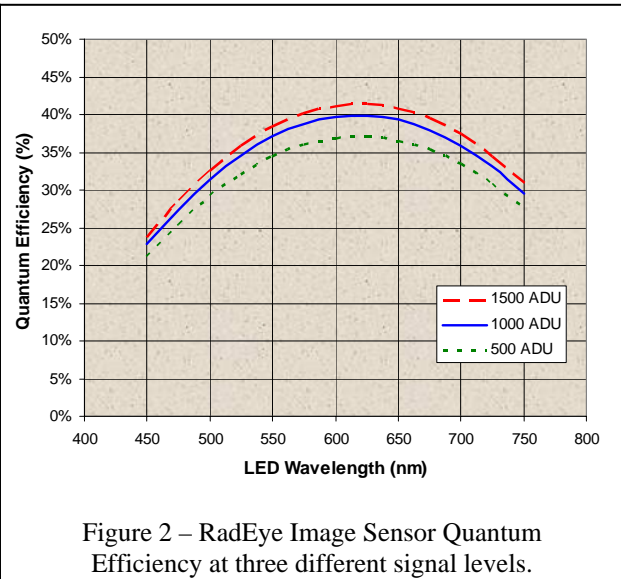 50%
45%
40%
35%
30%
25%
20%
15%
10%
5%
0%
Quantum Efficiency (%)
1500 ADU
1000 ADU
500 ADU
400 450 500 550 600 650 700 750 800
LED Wavelength (nm)
Figure 2 – RadEye Image Sensor Quantum
Efficiency at three different signal levels.